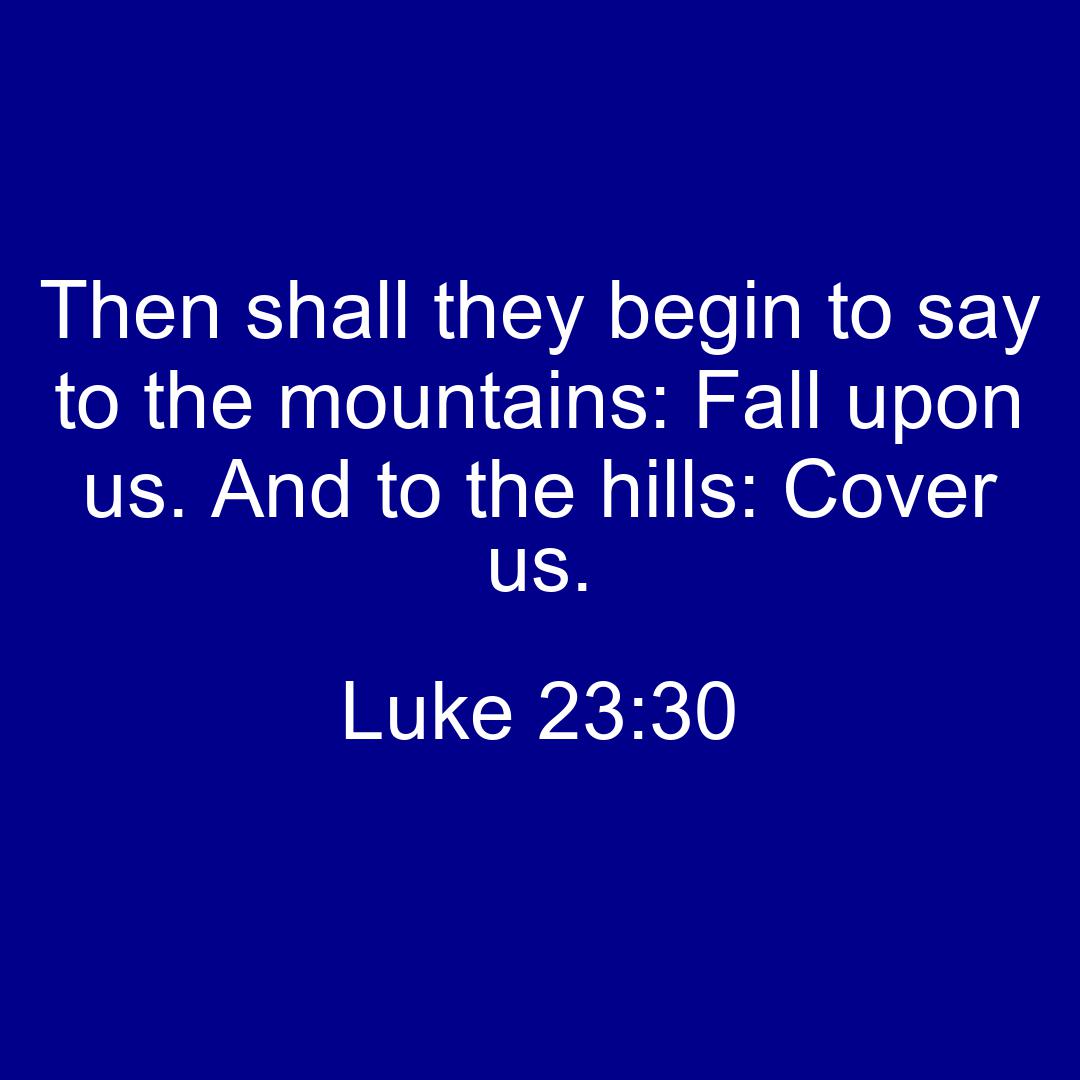 Then shall they begin to say
to the mountains: Fall upon
us. And to the hills: Cover
us.
Luke 23:30